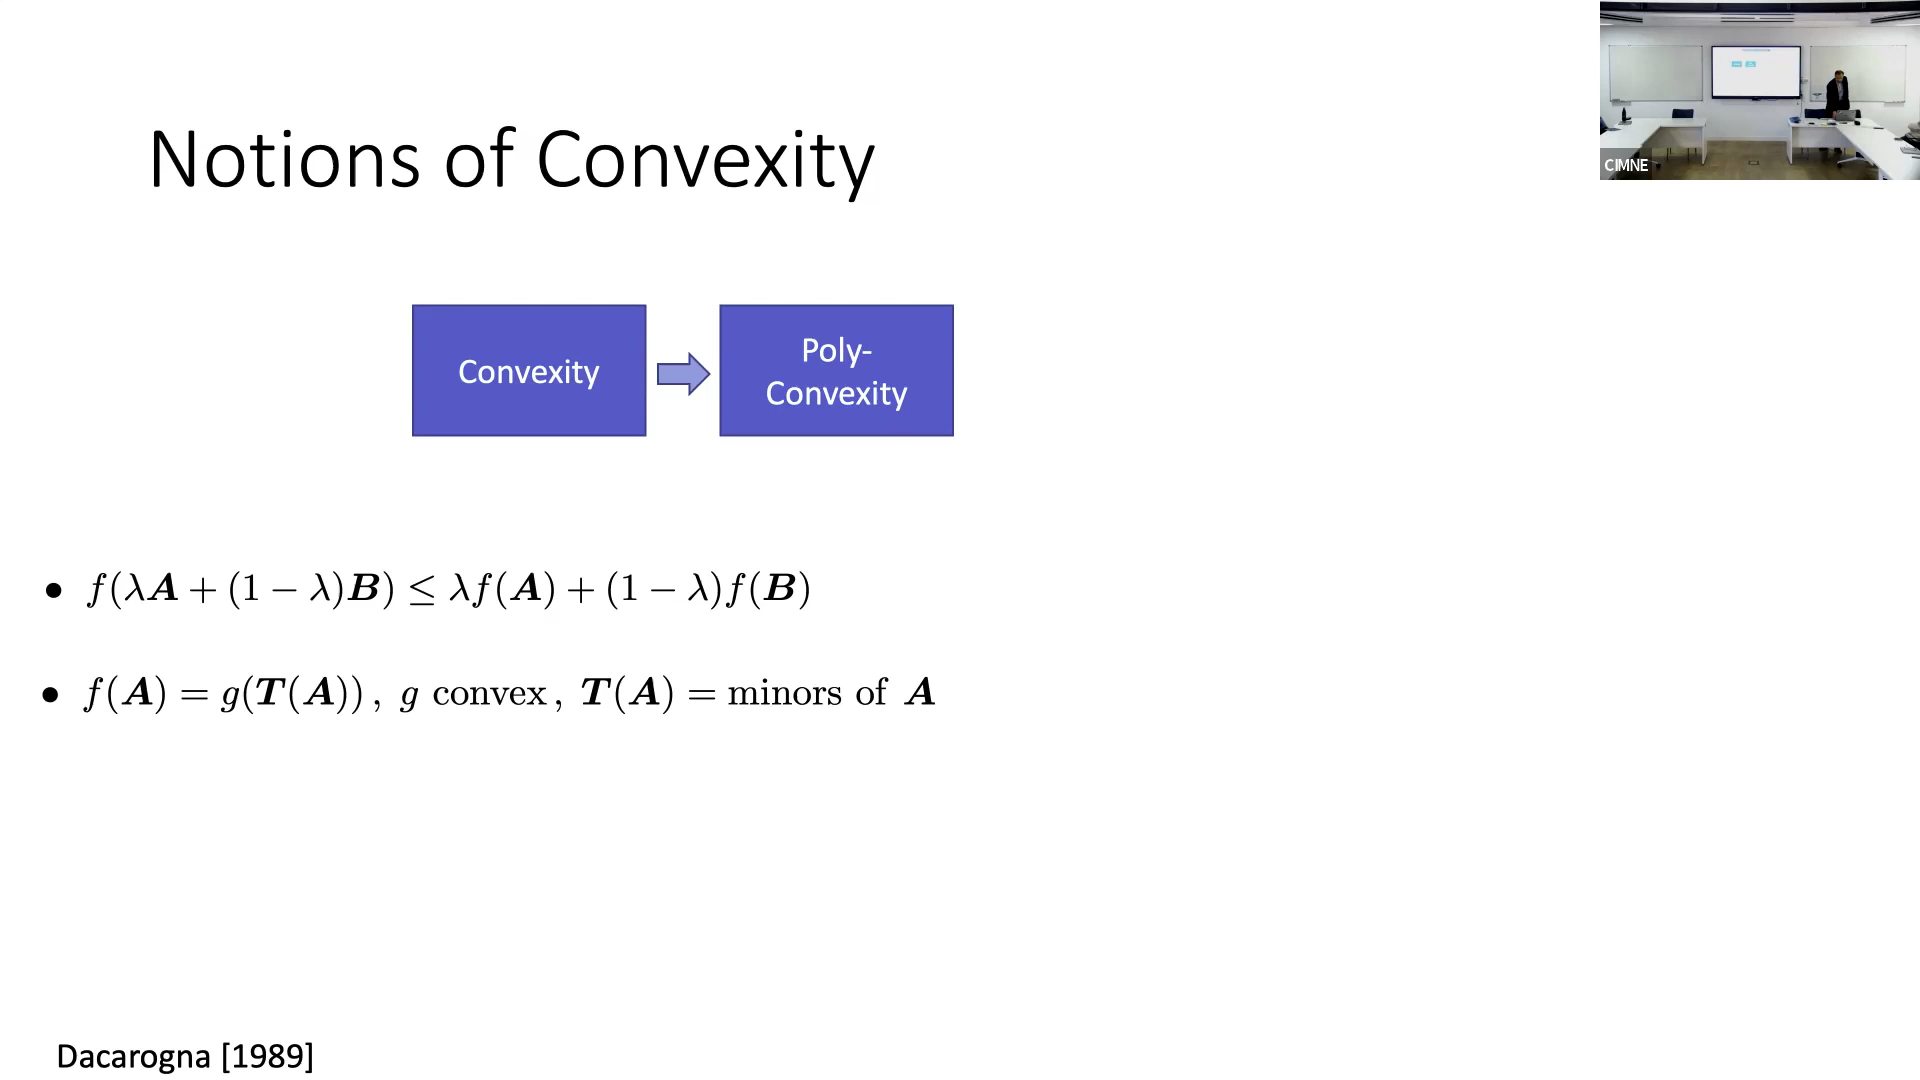 CIMNE
Notions of Convexity
Convexity
Poly-
Convexity
• f(λA + (1 − λ)B) ≤ λf(A) + (1 − λ)f(B)
• f(A) = g(T(A)) , g convex , T(A) = minors of A
Dacarogna [1989]